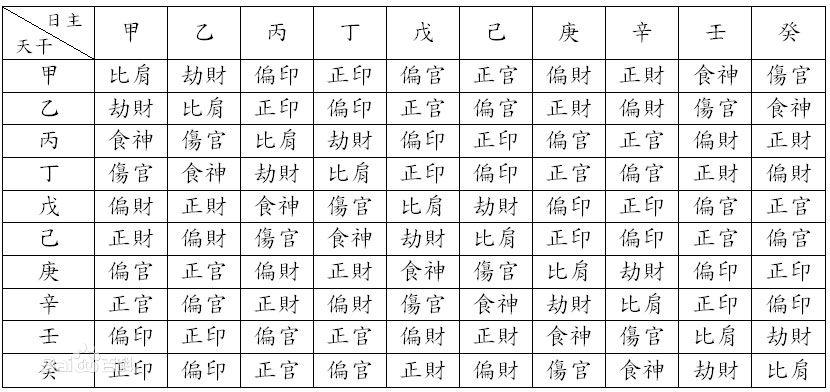 日主 天干 甲 乙 丙 丁 戊 己 庚 辛 壬 癸
甲 比肩 劫財 偏印 正印 偏官 正官 偏財 正財 食神 傷官
乙 劫財 比肩 正印 偏印 正官 偏官 正財 偏財 傷官 食神
丙 食神 傷官 比肩 劫財 偏印 正印 偏官 正官 偏財 正財
丁 傷官 食神 劫財 比肩 正印 偏印 正官 偏官 正財 偏財
戊 偏財 正財 食神 傷官 比肩 劫財 偏印 正印 偏官 正官
己 正財 偏財 傷官 食神 劫財 比肩 正印 偏印 正官 偏官
庚 偏官 正官 偏財 正財 食神 傷官 比肩 劫財 偏印 正印
辛 正官 偏官 正財 偏財 傷官 食神 劫財 比肩 正印 偏印
壬 偏印 正印 偏官 正官 偏財 正財 食神 傷官 比肩 劫財
癸 正印 偏印 正官 偏官 正財 偏財 傷官 食神 劫財 比肩